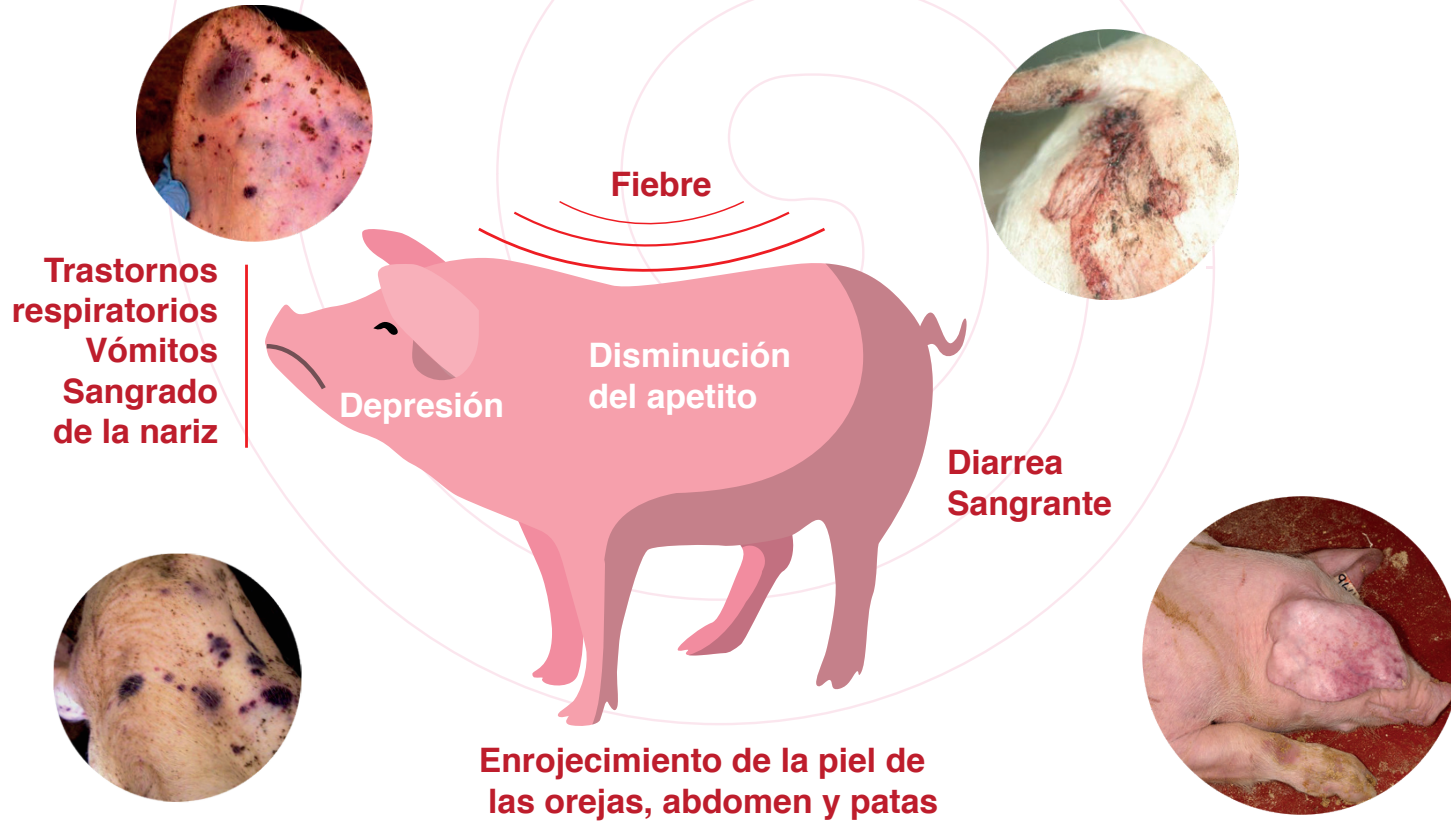 Fiebre
Trastornos
respiratorios
Vómitos
Sangrado
de la nariz
Depresión
Disminución
del apetito
Diarrea
Sangrante
Enrojecimiento de la piel de
las orejas, abdomen y patas